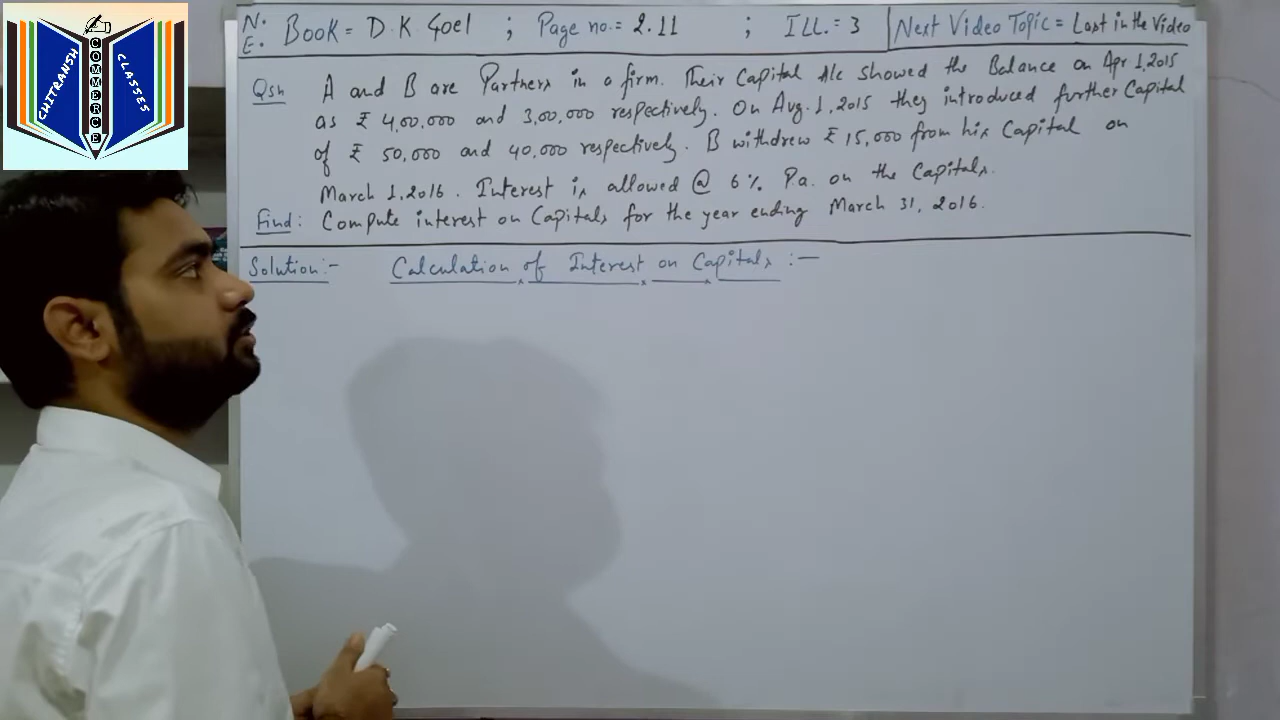 CHITRANSH
COMMERCE
CLASSES
N.E. Book = D.K Goel ; Page no.= 2.11 ; ILL.= 3 Next Video Topic = Last in the Video
Qsn A and B are Partners in a firm. Their Capital A/c showed the Balance on Apr 1, 2015
as ₹ 4,00,000 and 3,00,000 respectively. On Aug. 1, 2015 they introduced further Capital
of ₹ 50,000 and 40,000 respectively. B withdrew ₹ 15,000 from his Capital on
March 1, 2016. Interest is allowed @ 6% P.a. on the Capitals.
Find: Compute interest on Capitals for the year ending March 31, 2016.
Solution:- Calculation of Interest on Capitals :-